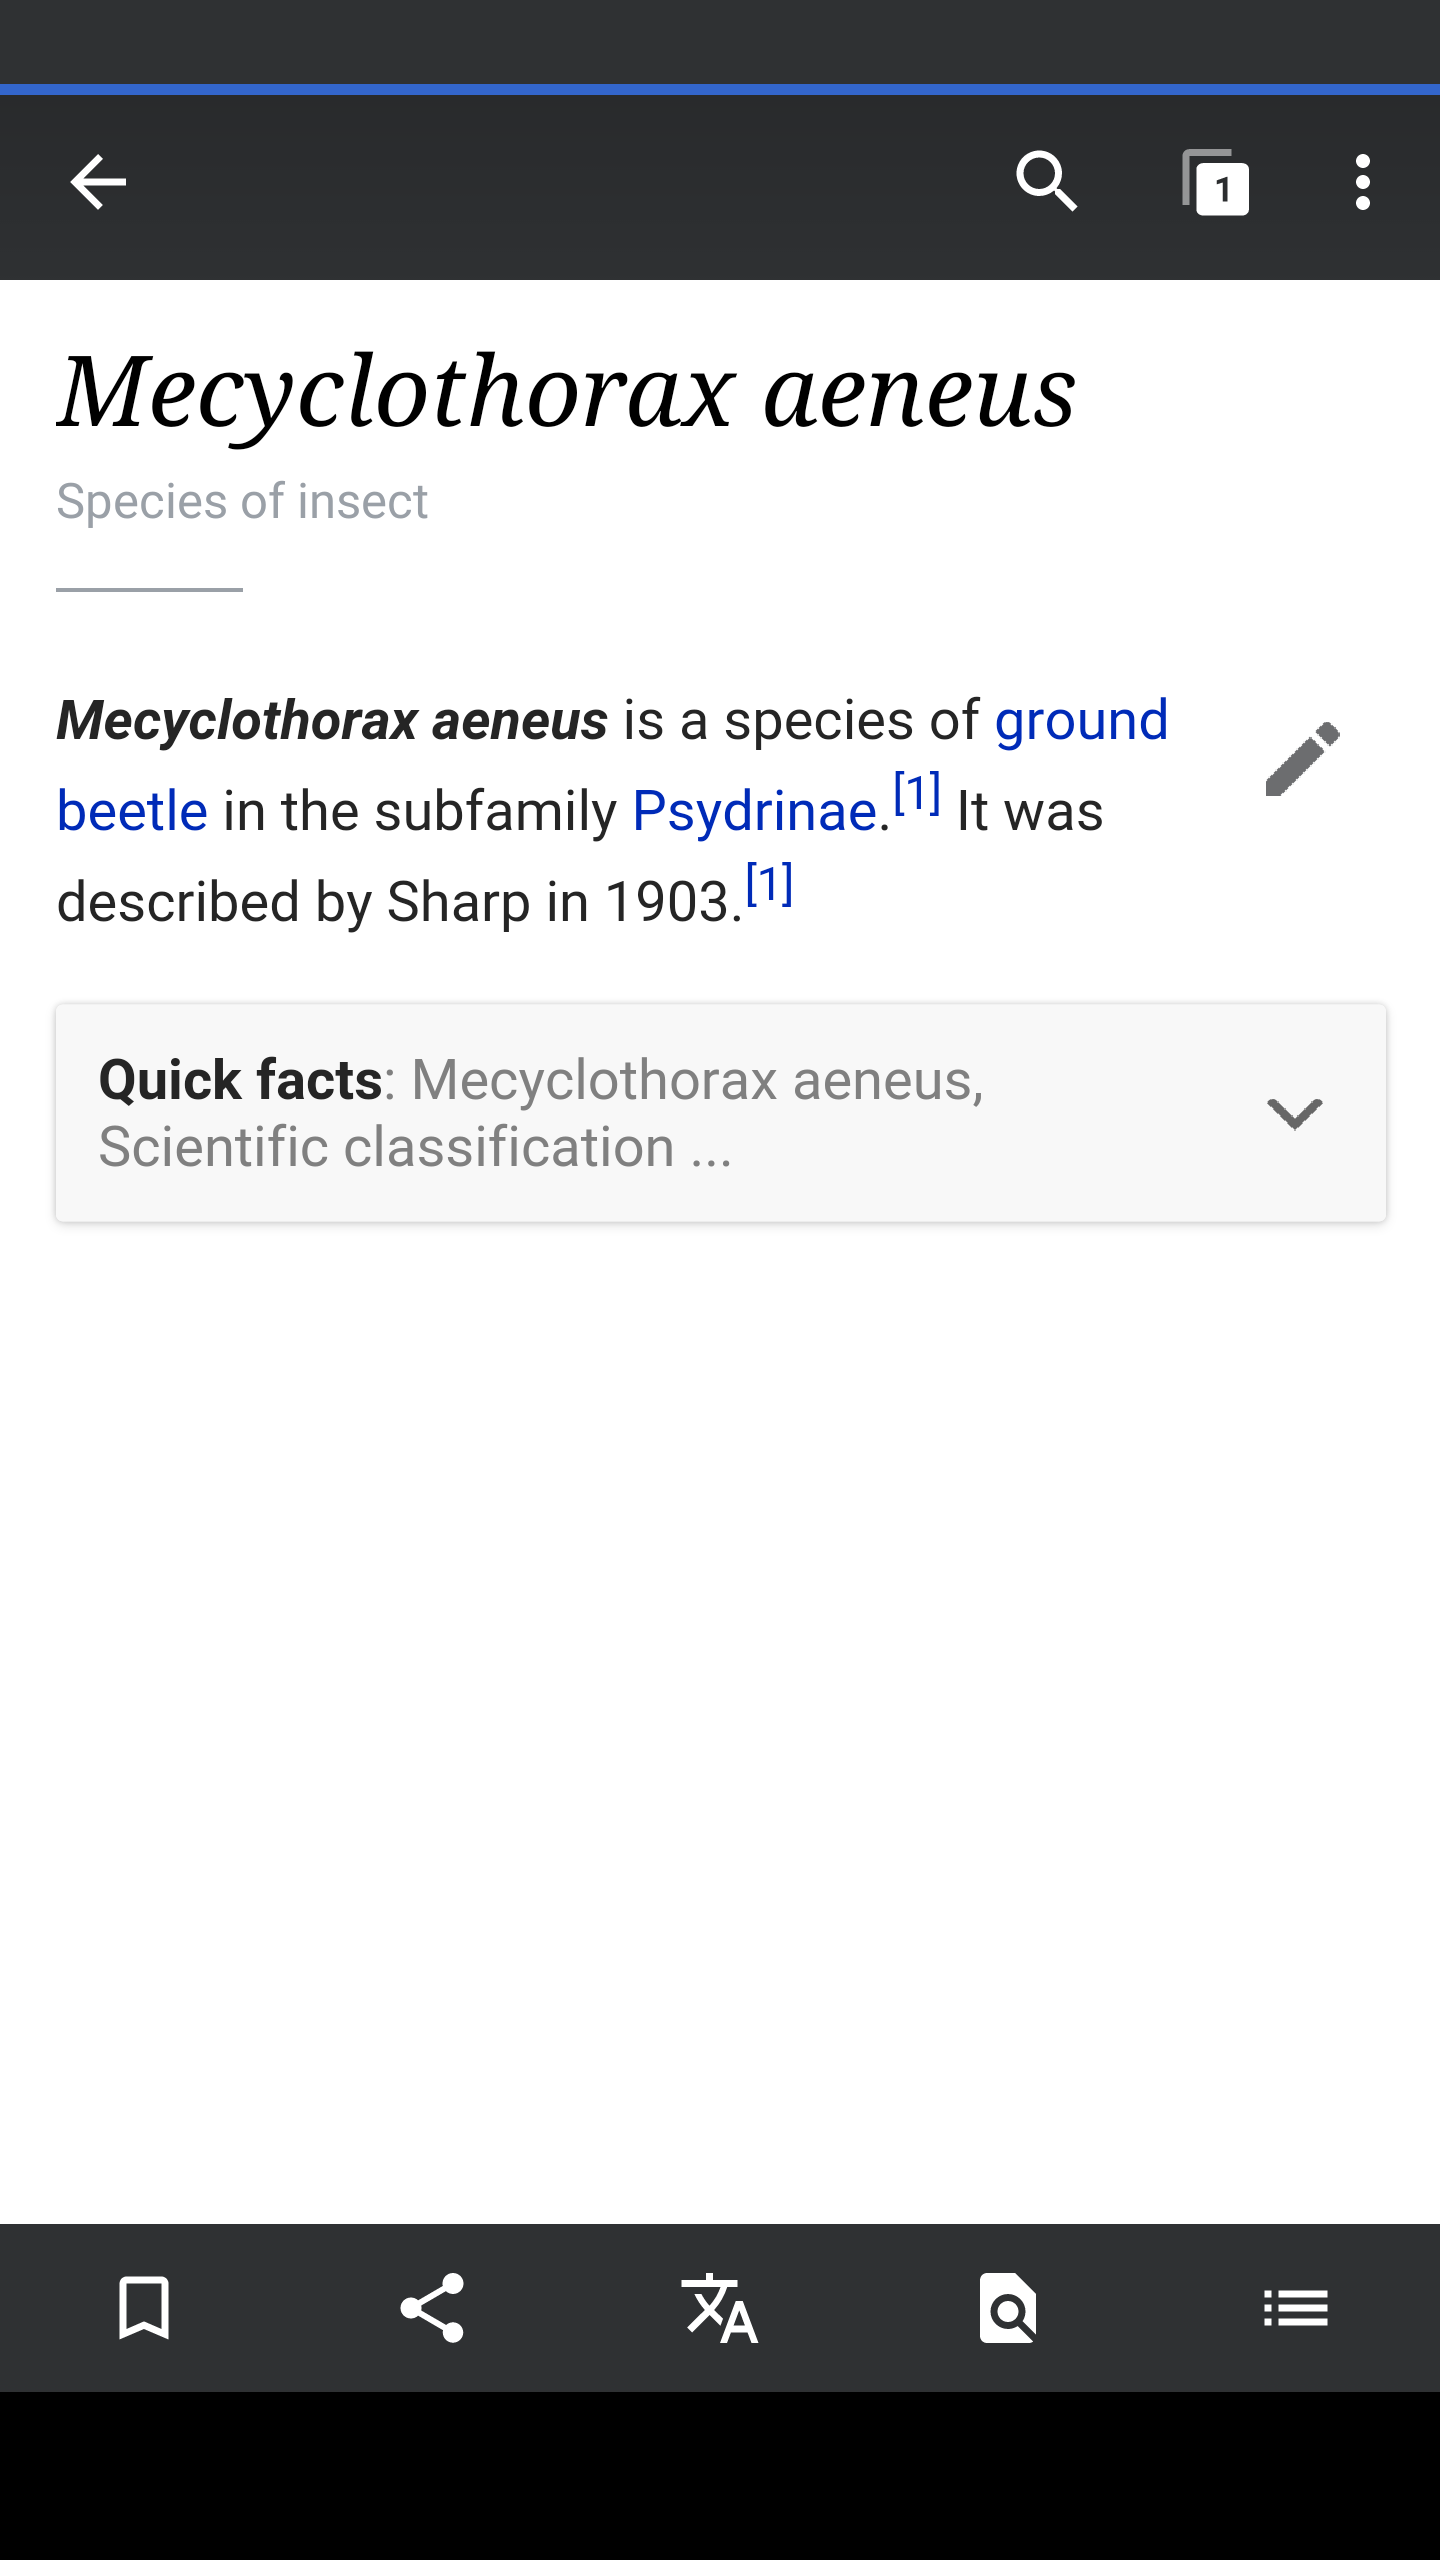 1
Mecyclothorax aeneus
Species of insect
Mecyclothorax aeneus is a species of ground
beetle in the subfamily Psydrinae.[1] It was
described by Sharp in 1903.[1]
Quick facts: Mecyclothorax aeneus,
Scientific classification ...